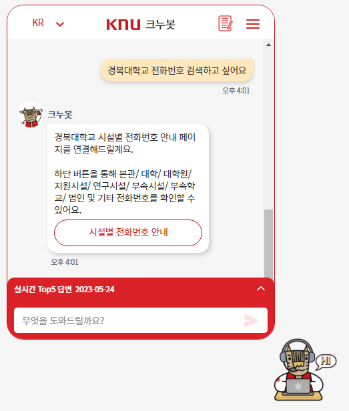 KR
KNU 크누봇
경북대학교 전화번호 검색하고 싶어요
오후 4:01
크누봇
경북대학교 시설별 전화번호 안내 페이
지를 연결해드릴게요.
하단 버튼을 통해 본관/ 대학/ 대학원/
지원시설/ 연구시설/ 부속시설/ 부속학
교/ 법인 및 기타 전화번호를 확인할 수
있어요.
시설별 전화번호 안내
오후 4:01
실시간 Top5 답변 2023-05-24
무엇을 도와드릴까요?
HI